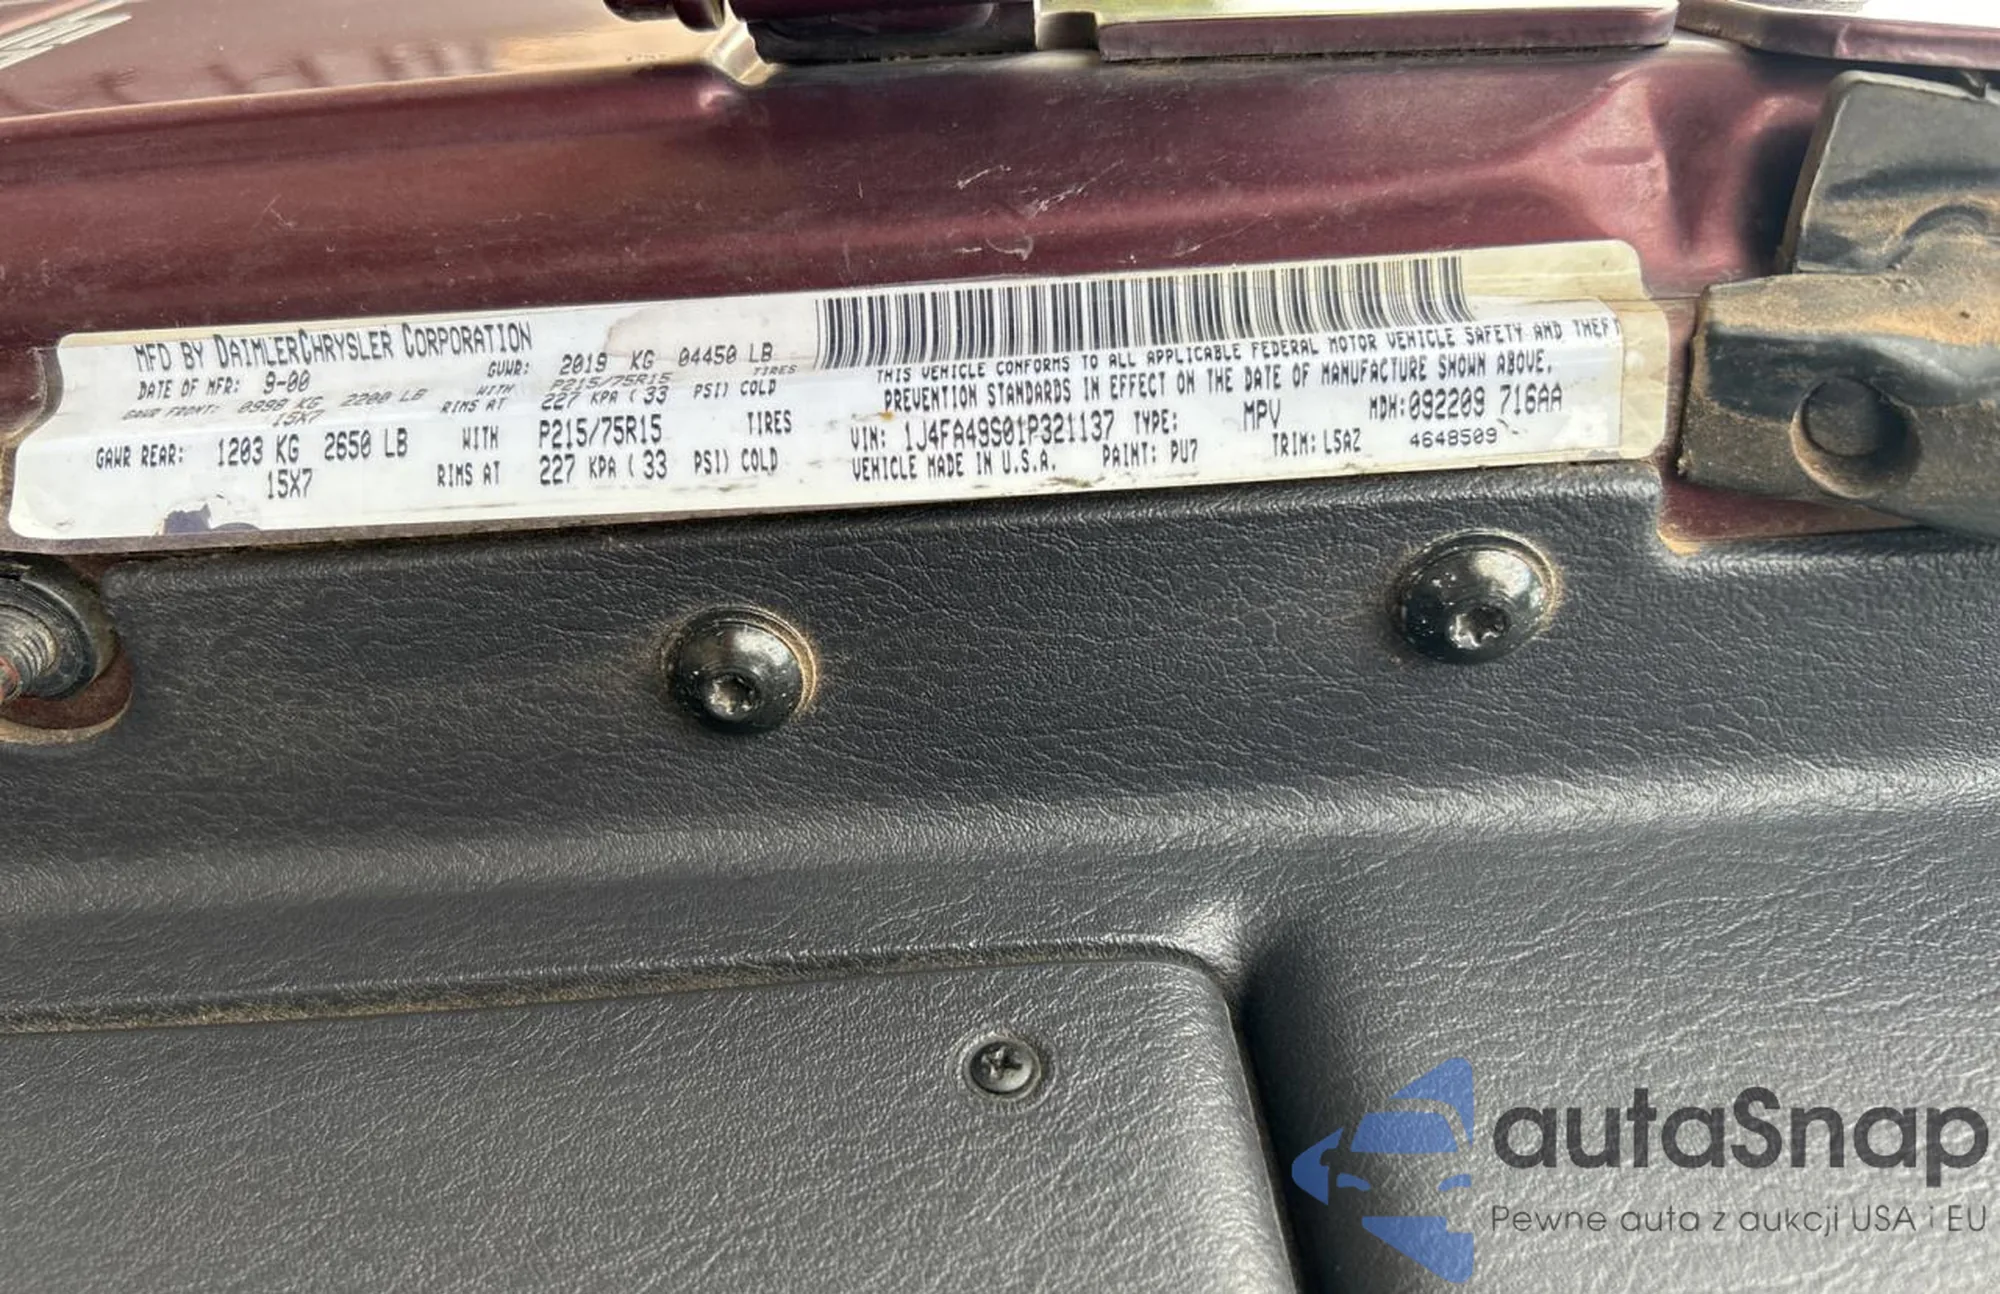 MFD BY DAIMLERCHRYSLER CORPORATION
DATE OF MFR: 9-00 GVWR: 2019 KG 04450 LB
GAWR FRONT: 0998 KG 2200 LB WITH P215/75R15 TIRES
15X7 RIMS AT 227 KPA ( 33 PSI) COLD
GAWR REAR: 1203 KG 2650 LB WITH P215/75R15 TIRES
15X7 RIMS AT 227 KPA ( 33 PSI) COLD
THIS VEHICLE CONFORMS TO ALL APPLICABLE FEDERAL MOTOR VEHICLE SAFETY AND THEFT
PREVENTION STANDARDS IN EFFECT ON THE DATE OF MANUFACTURE SHOWN ABOVE.
VIN: 1J4FA49S01P321137 TYPE: MPV MDH:092209 716AA
VEHICLE MADE IN U.S.A. PAINT: PU7 TRIM: L5AZ 4648509
autaSnap
Pewne auta z aukcji USA i EU